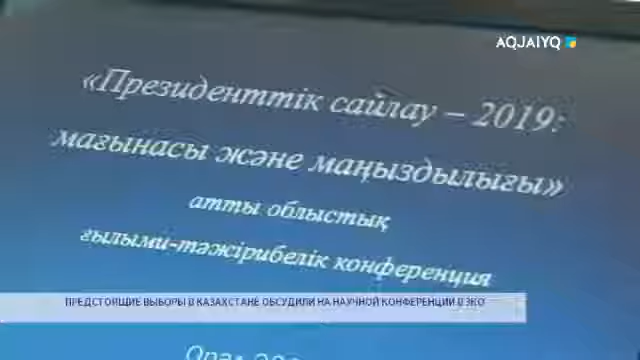 AQJAIYQ
«Президенттік сайлау – 2019:
мағынасы және маңыздылығы»
атты облыстық
ғылыми-тәжірибелік конференция
ПРЕДСТОЯЩИЕ ВЫБОРЫ В КАЗАХСТАНЕ ОБСУДИЛИ НА НАУЧНОЙ КОНФЕРЕНЦИИ В ЗКО